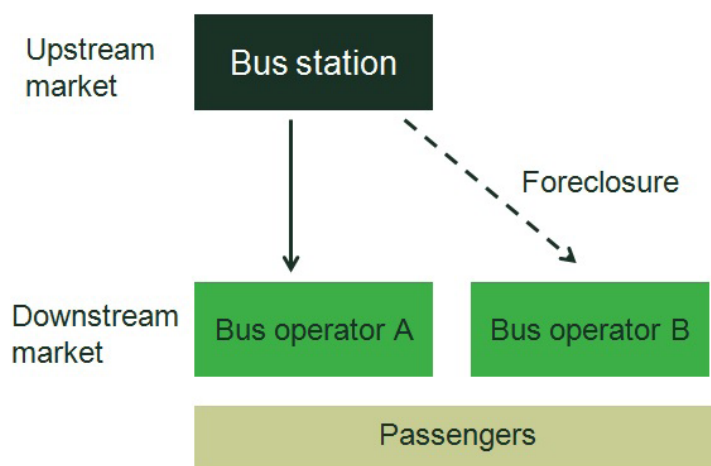 Upstream
market
Bus station
Foreclosure
Downstream
market
Bus operator A
Bus operator B
Passengers